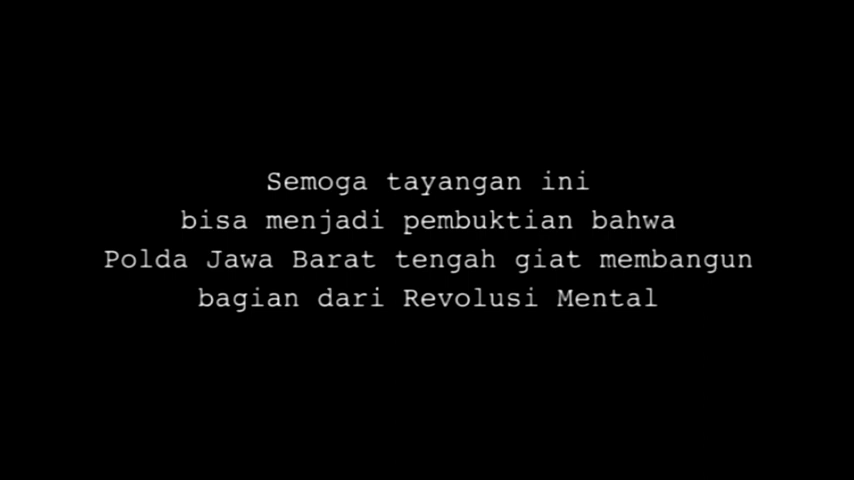 Semoga tayangan ini
bisa menjadi pembuktian bahwa
Polda Jawa Barat tengah giat membangun
bagian dari Revolusi Mental